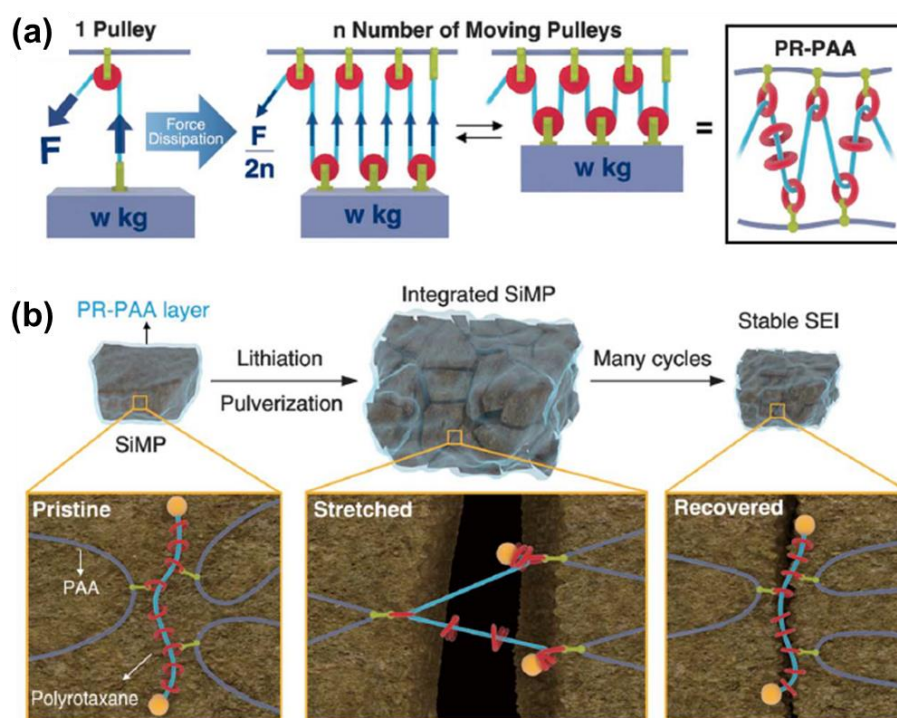 (a)
1 Pulley
n Number of Moving Pulleys
PR-PAA
F
Force
Dissipation
F
2n
=
w kg
w kg
w kg
(b)
PR-PAA layer
Integrated SiMP
Stable SEI
Lithiation
Pulverization
Many cycles
SiMP
Pristine
PAA
Polyrotaxane
Stretched
Recovered